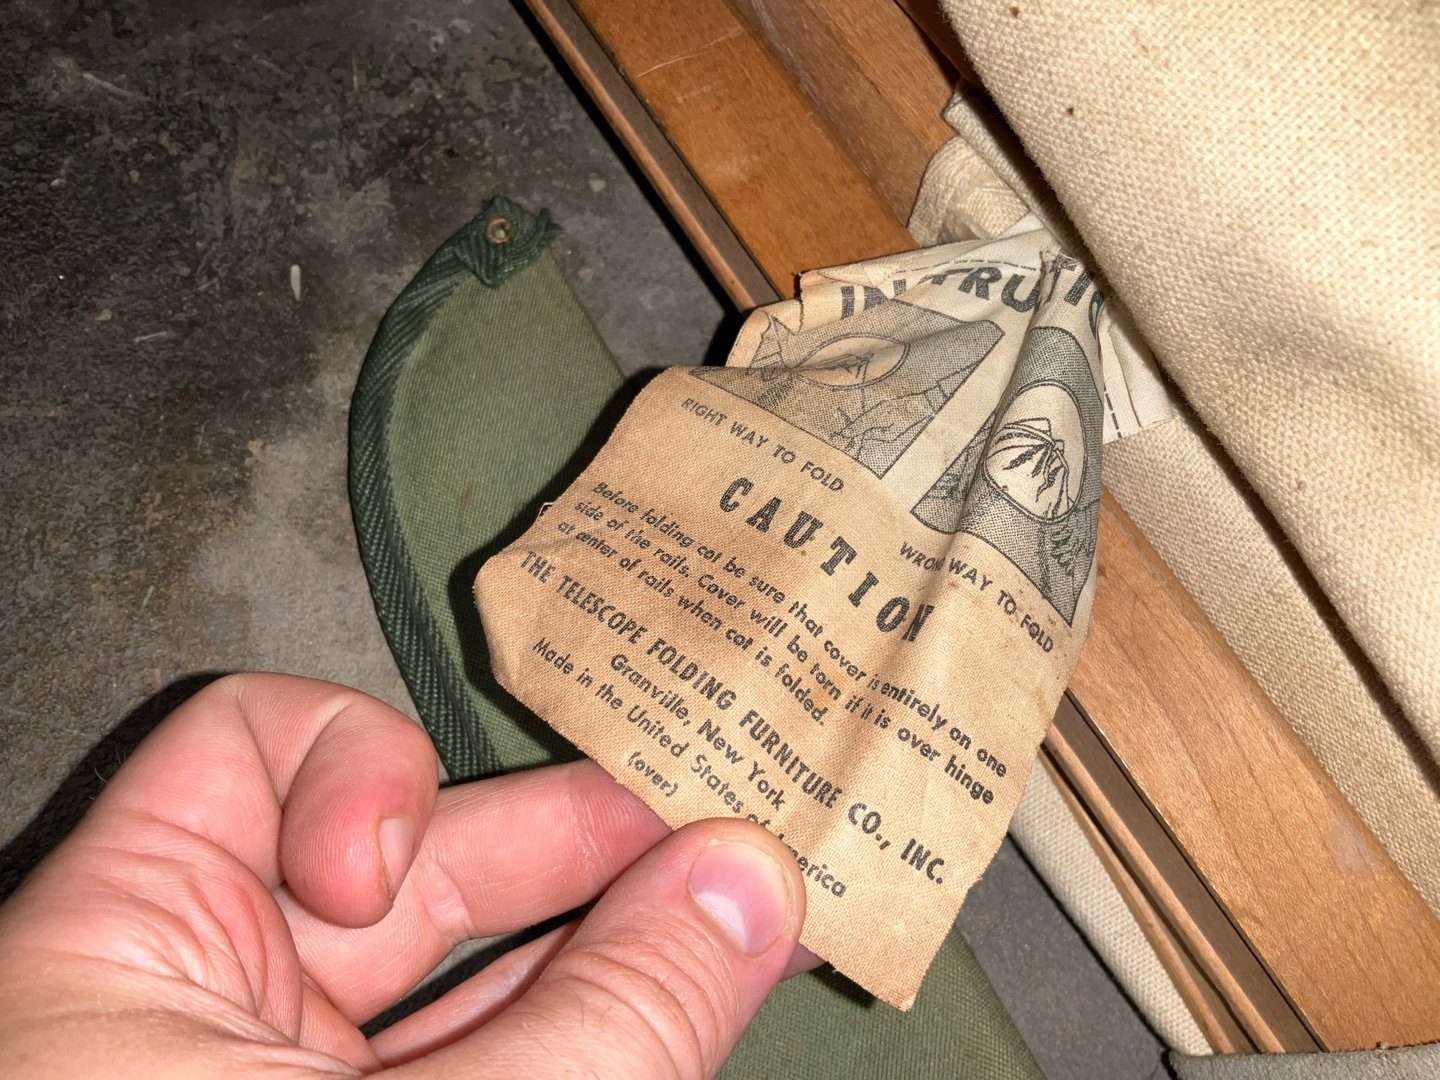 INSTRUCTIONS
RIGHT WAY TO FOLD
WRONG WAY TO FOLD
CAUTION
Before folding cot be sure that cover is entirely on one
side of the rails. Cover will be torn if it is over hinge
at center of rails when cot is folded.
THE TELESCOPE FOLDING FURNITURE CO., INC.
Granville, New York
Made in the United States of America
(over)